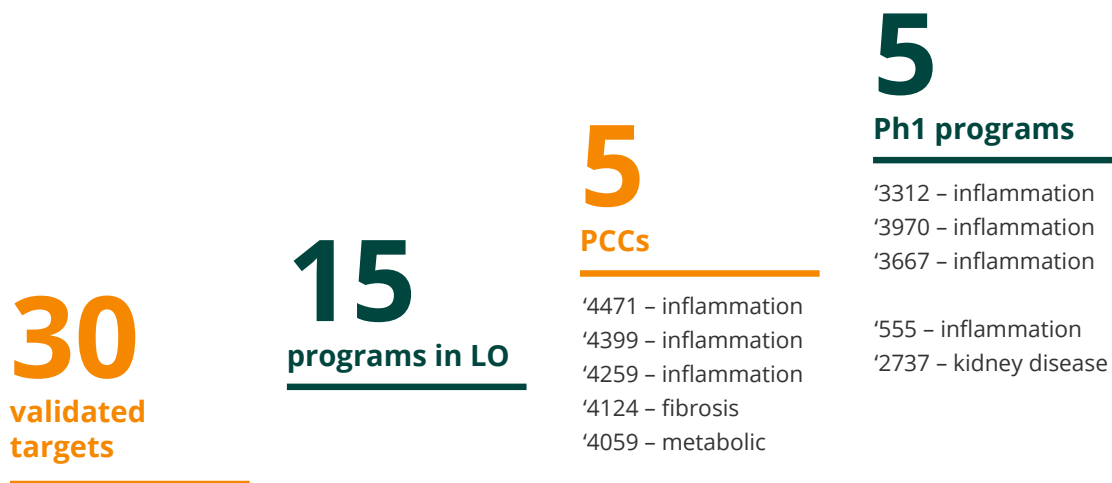 30
validated
targets
15
programs in LO
5
PCCs
‘4471 – inflammation
‘4399 – inflammation
‘4259 – inflammation
‘4124 – fibrosis
‘4059 – metabolic
5
Ph1 programs
‘3312 – inflammation
‘3970 – inflammation
‘3667 – inflammation
‘555 – inflammation
‘2737 – kidney disease